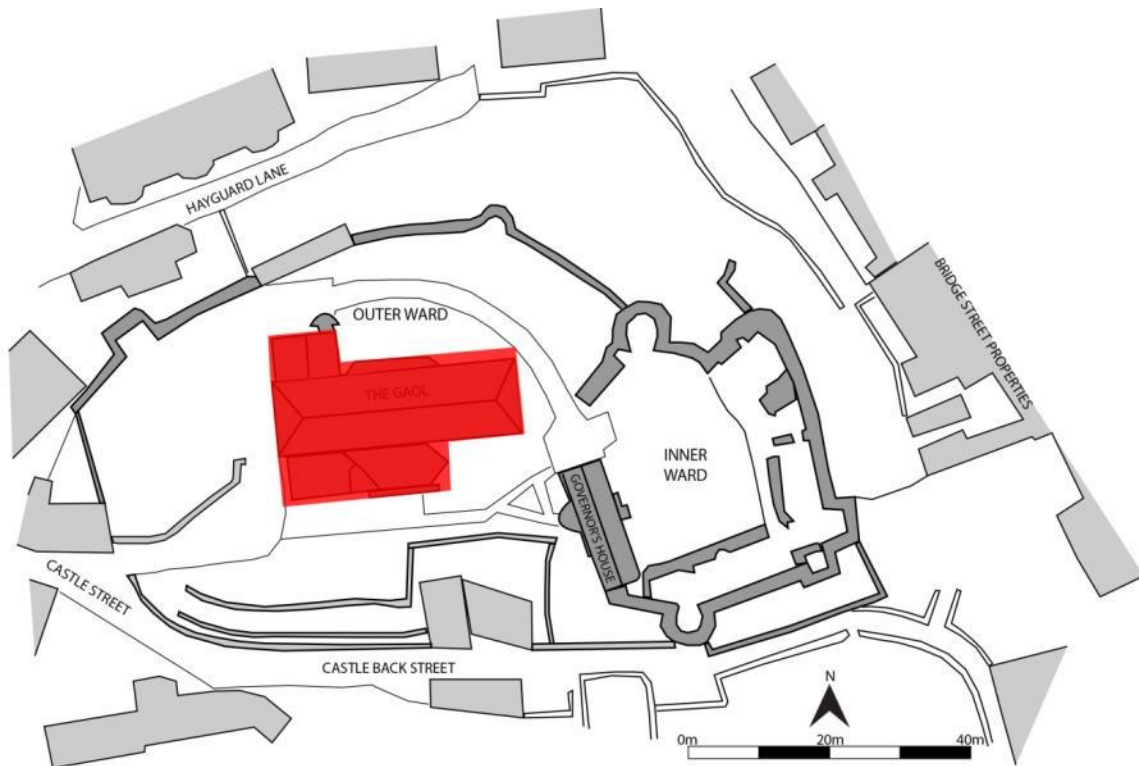 HAYGUARD LANE
OUTER WARD
THE GAOL
BRIDGE STREET PROPERTIES
INNER
WARD
GOVERNOR'S HOUSE
CASTLE STREET
CASTLE BACK STREET
N
0m 20m 40m